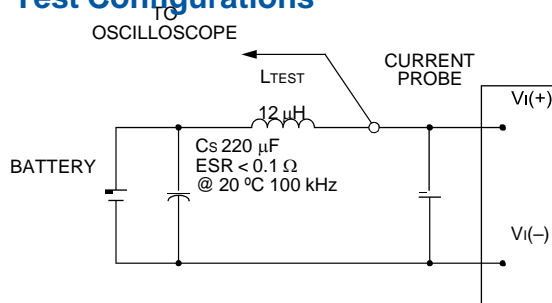 Test Configurations
TO
OSCILLOSCOPE
CURRENT
PROBE
LTEST
VI(+)
12 μH
CS 220 μF
ESR < 0.1 Ω
@ 20 ºC 100 kHz
BATTERY
VI(–)